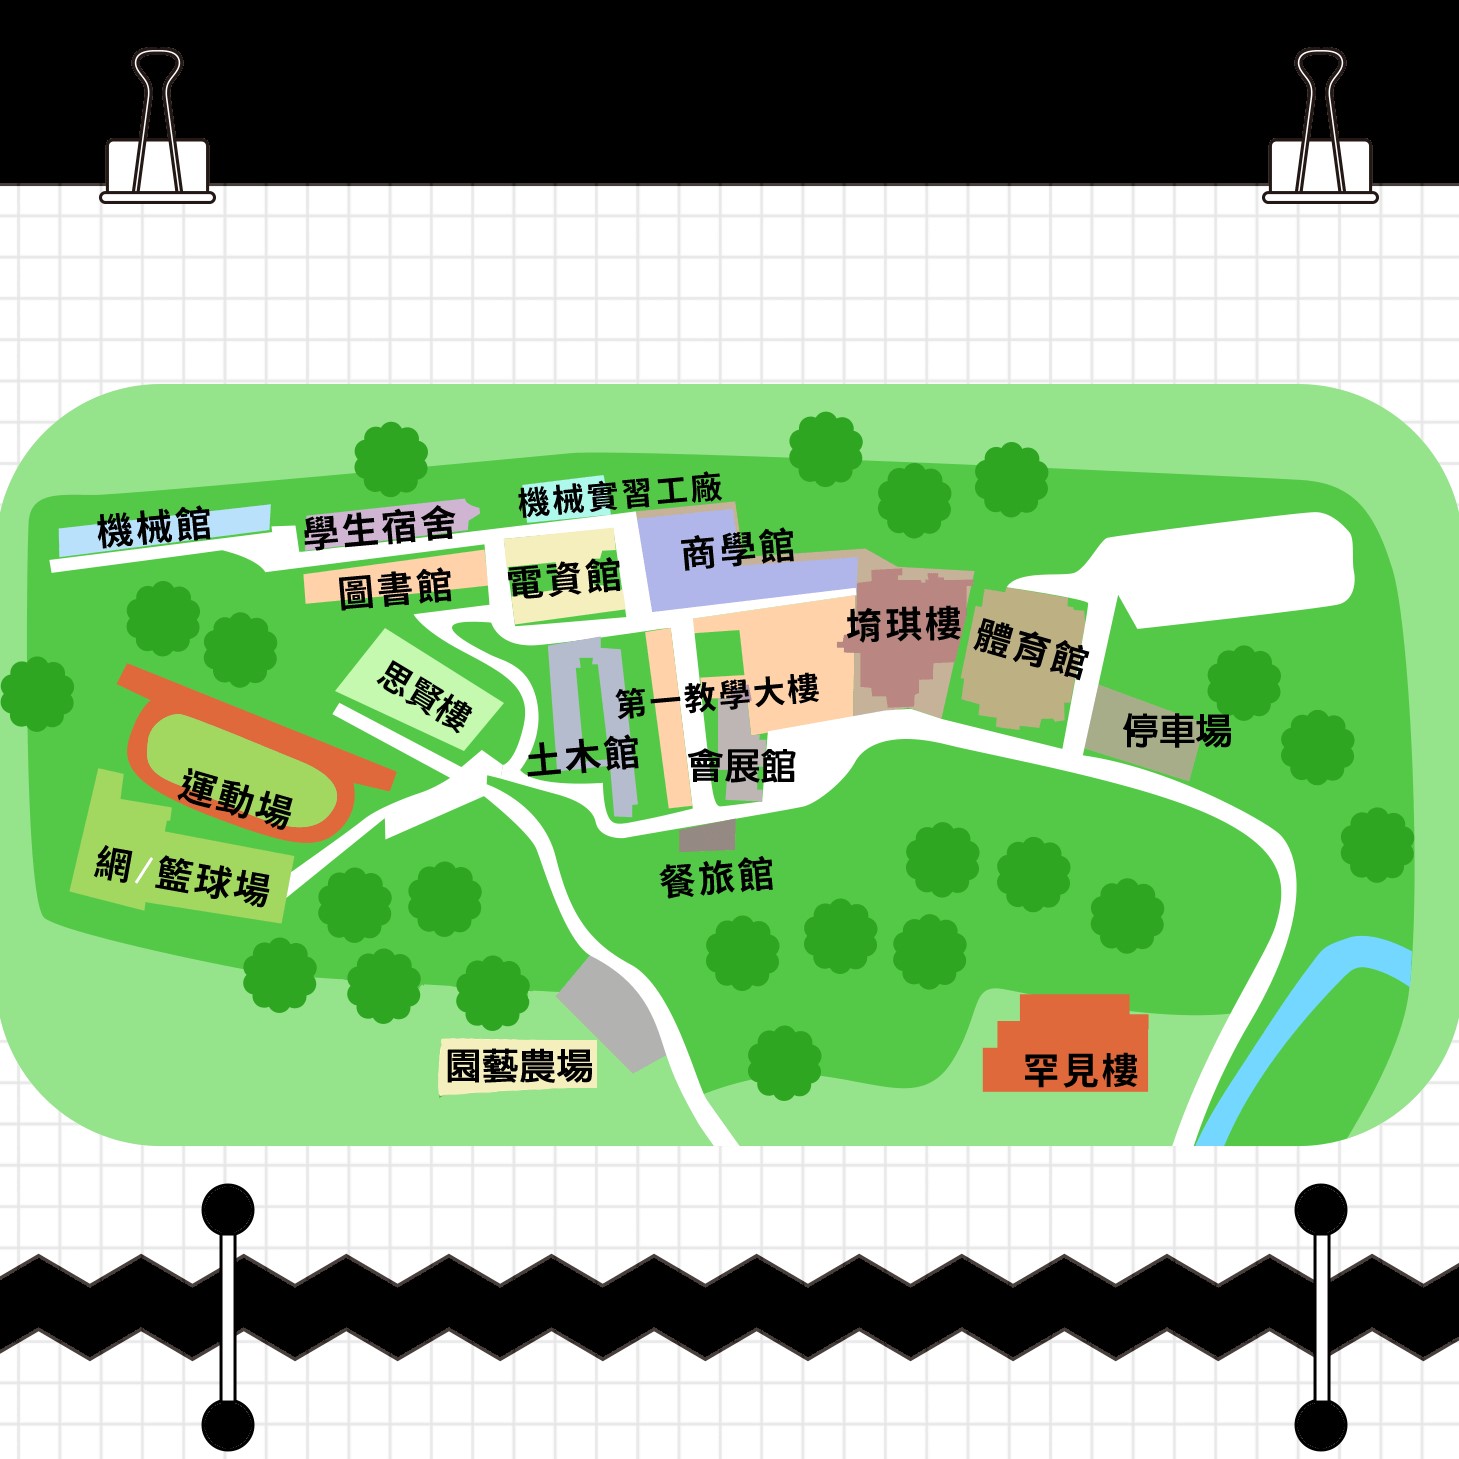 機械實習工廠
機械館
學生宿舍
商學館
圖書館
電資館
堉琪樓
體育館
思賢樓
第一教學大樓
停車場
土木館
會展館
運動場
網/籃球場
餐旅館
園藝農場
罕見樓